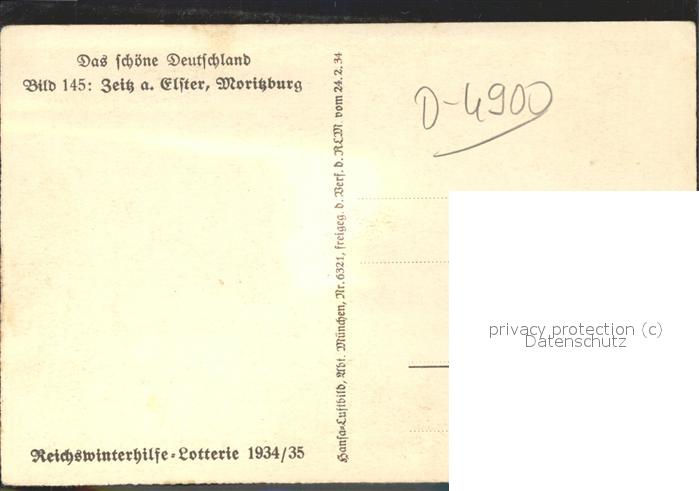 Das schöne Deutschland
Bild 145: Zeitz a. Elster, Moritzburg
Reichswinterhilfe-Lotterie 1934/35
Hansa-Luftbild, Abt. München, Nr. 6321, freigeg. d. Verf. d. RLM. vom 24. 2. 34
D-4900
privacy protection (c)
Datenschutz